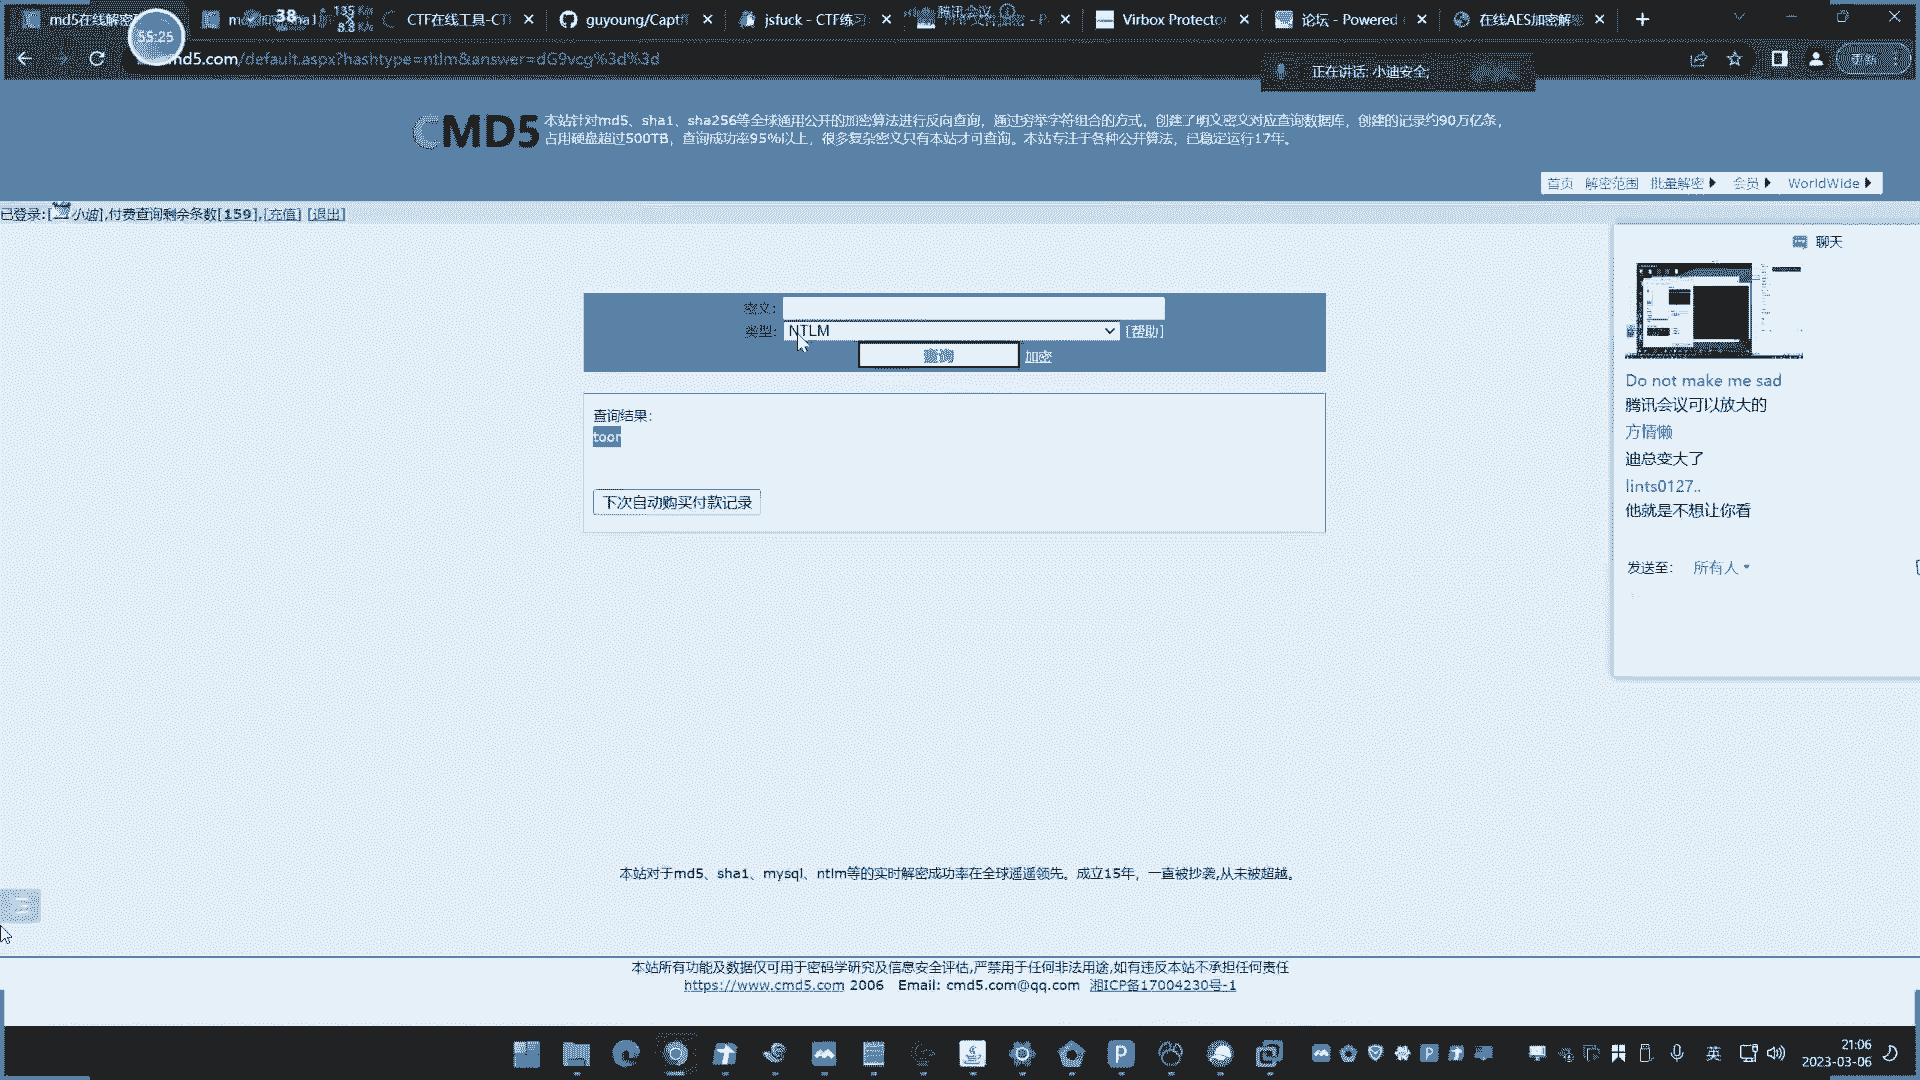 md5在线解密
CTF在线工具-CTI
guyoung/Captf
jsfuck - CTF练习
腾讯会议
Virbox Protecto
论坛 - Powered
在线AES加密解密
38
55:25
md5.com/default.aspx?hashtype=ntlm&answer=dG9vcg%3d%3d
更新
正在讲话: 小迪安全;
CMD5
本站针对md5、sha1、sha256等全球通用公开的加密算法进行反向查询，通过穷举字符组合的方式，创建了明文密文对应查询数据库，创建的记录约90万亿条，
占用硬盘超过500TB，查询成功率95%以上，很多复杂密文只有本站才可查询。本站专注于各种公开算法，已稳定运行17年。
首页 解密范围 批量解密 会员 WorldWide
已登录:[小迪],付费查询剩余条数[159],[充值] [退出]
密文:
类型: NTLM [帮助]
查询 加密
查询结果:
toor
下次自动购买付款记录
聊天
Do not make me sad
腾讯会议可以放大的
方情懒
迪总变大了
lints0127..
他就是不想让你看
发送至: 所有人
本站对于md5、sha1、mysql、ntlm等的实时解密成功率在全球遥遥领先。成立15年，一直被抄袭,从未被超越。
本站所有功能及数据仅可用于密码学研究及信息安全评估,严禁用于任何非法用途,如有违反本站不承担任何责任
https://www.cmd5.com 2006 Email: cmd5.com@qq.com 湘ICP备17004230号-1
英
21:06
2023-03-06